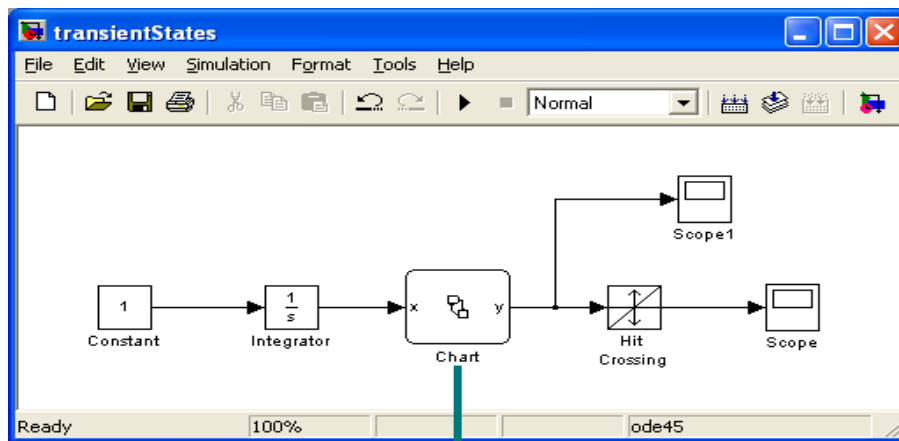 transientStates
File Edit View Simulation Format Tools Help
Normal
Scope1
1
Constant
1
s
Integrator
x
y
Chart
Hit
Crossing
Scope
Ready 100% ode45